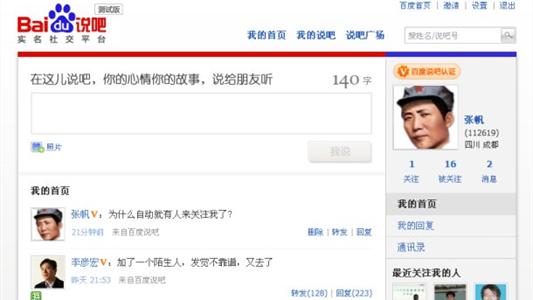 百度首页 | 邀请 | 设置 | 退出
Bai du 说吧 测试版
实名社交平台
我的首页 我的说吧 说吧广场
搜姓名/说吧号
在这儿说吧，你的心情你的故事，说给朋友听 140 字
V 百度说吧认证
照片
我说
张帆
(112619)
四川 成都
1 16 2
关注 被关注 消息
我的首页
我的首页
张帆V：为什么自动就有人来关注我了？
21分钟前 来自百度说吧 删除 | 转发 | 回复
我的回复
通讯录
李彦宏V：加了一个陌生人，发觉不靠谱，又去了
昨天 21:53 来自百度说吧
最近关注我的人
转发(128) | 回复(223)